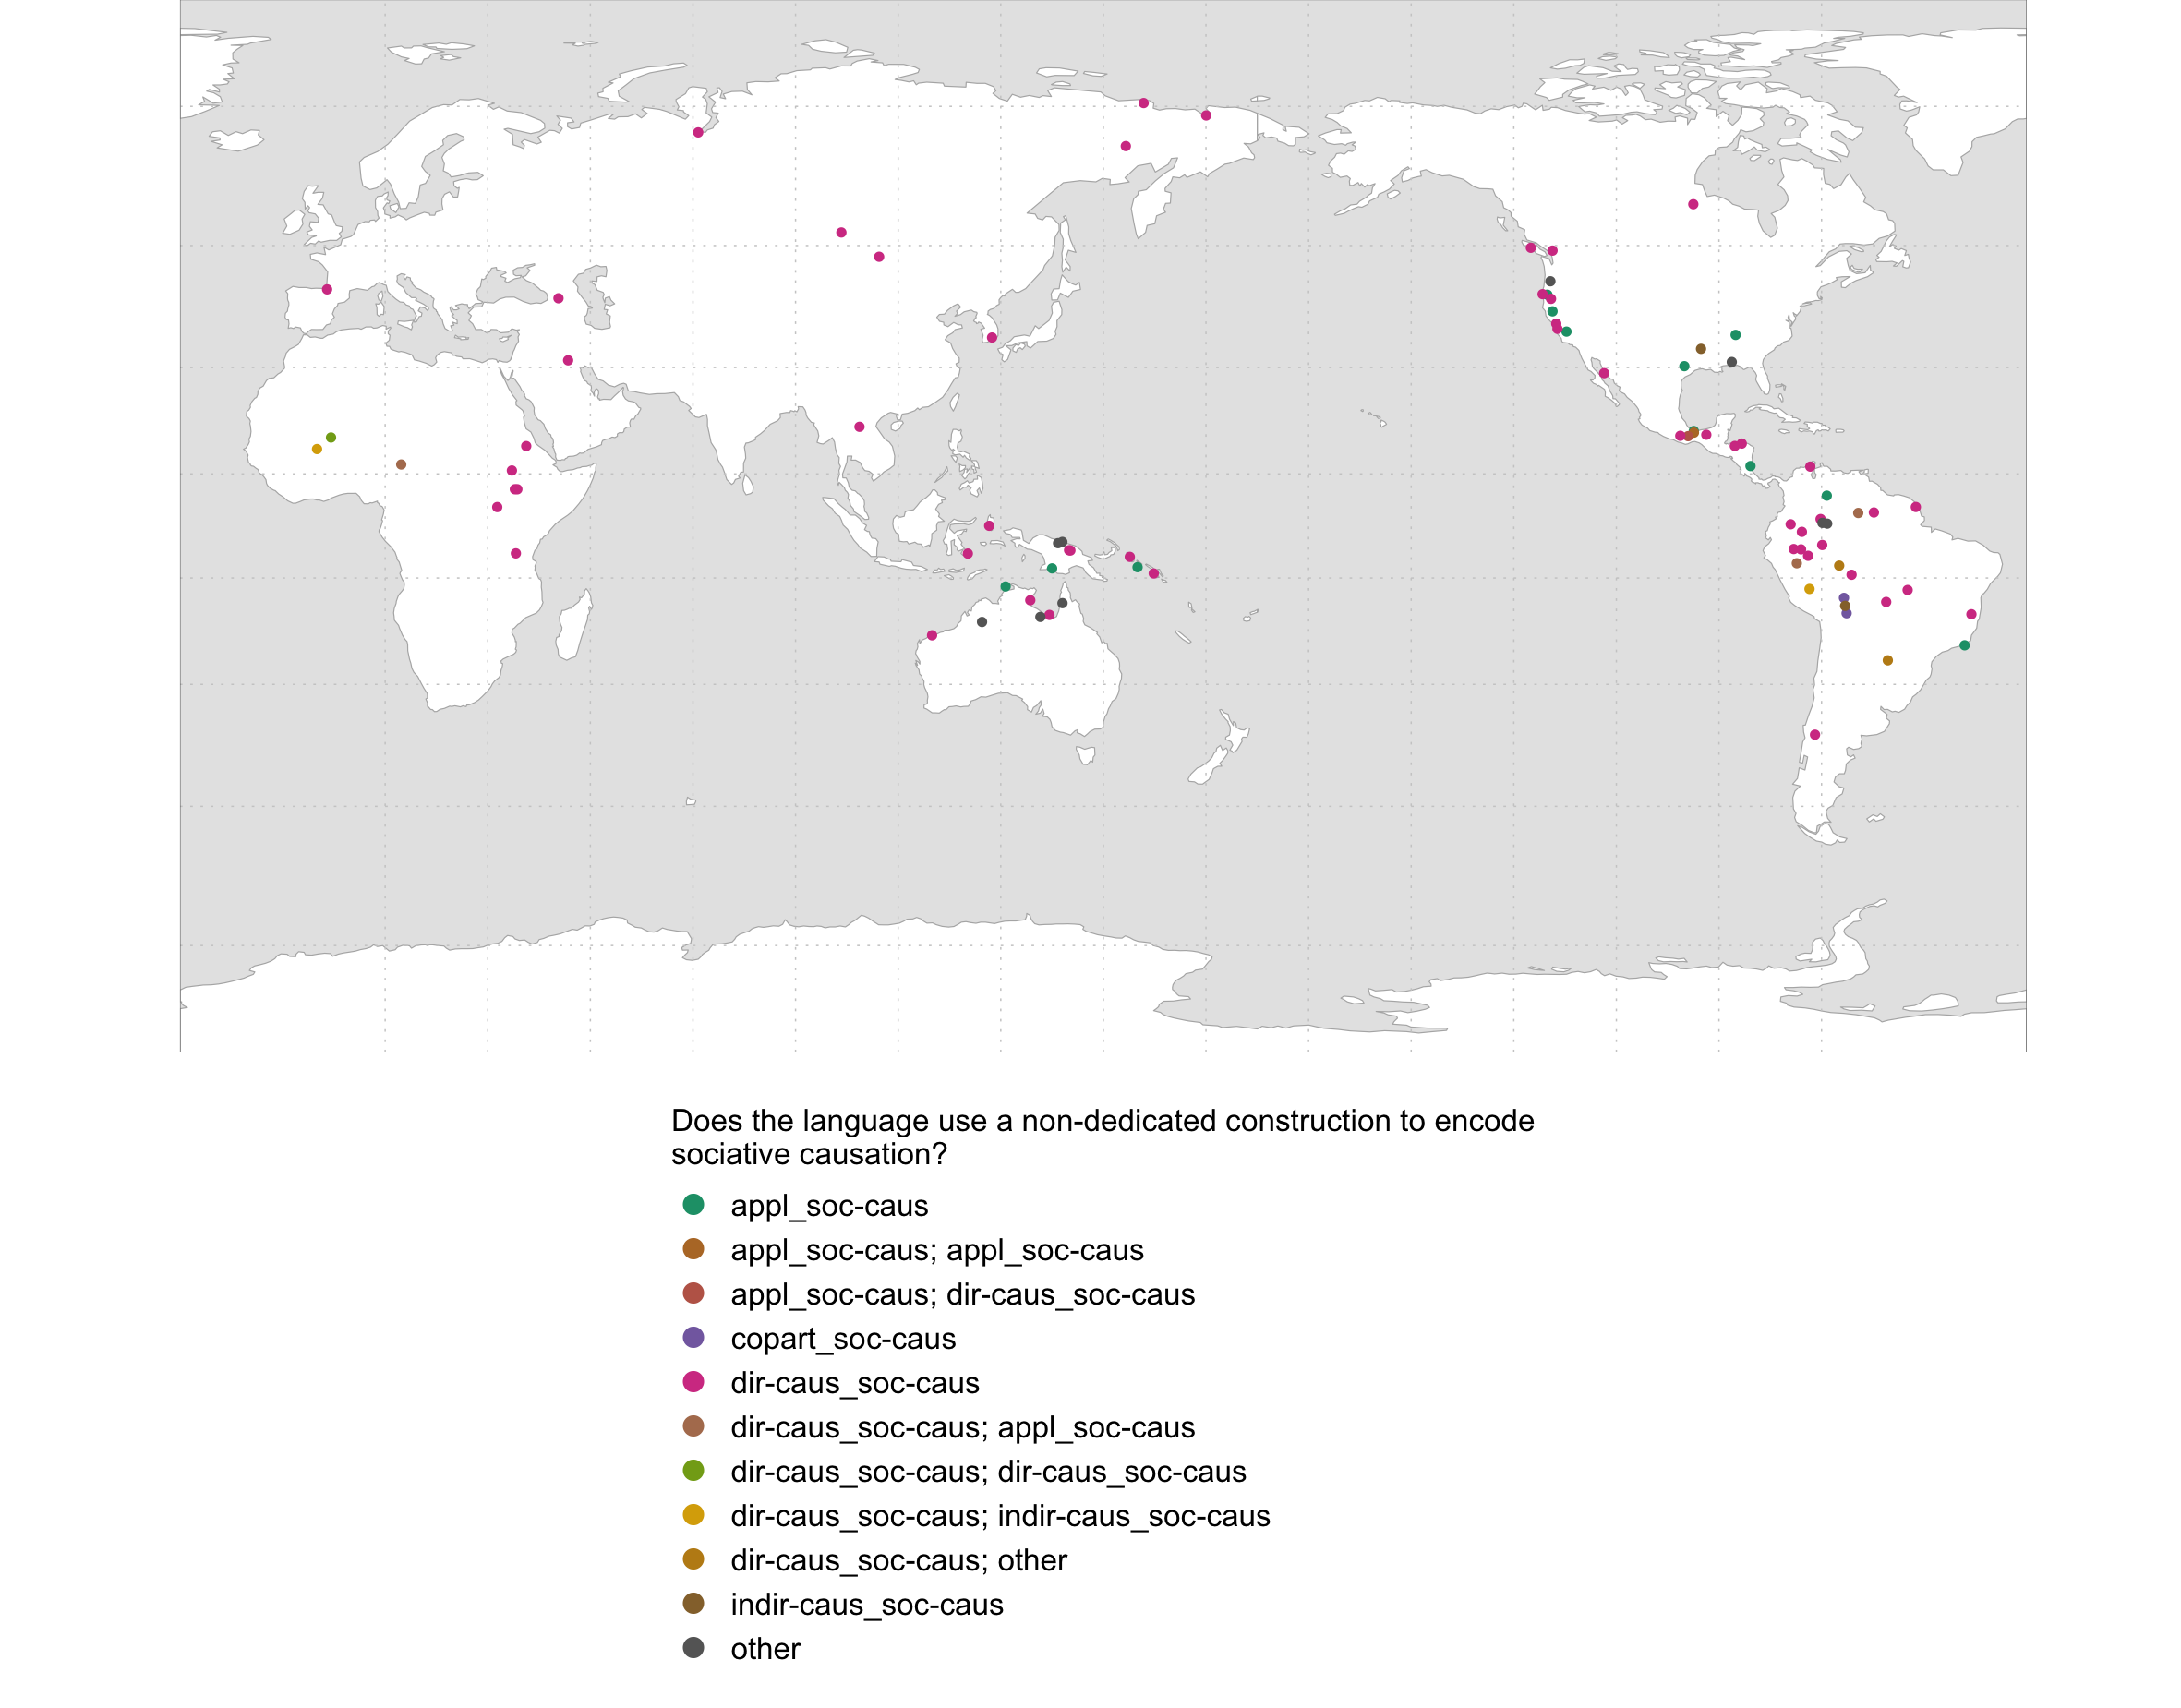 Does the language use a non-dedicated construction to encode
sociative causation?
appl_soc-caus
appl_soc-caus; appl_soc-caus
appl_soc-caus; dir-caus_soc-caus
copart_soc-caus
dir-caus_soc-caus
dir-caus_soc-caus; appl_soc-caus
dir-caus_soc-caus; dir-caus_soc-caus
dir-caus_soc-caus; indir-caus_soc-caus
dir-caus_soc-caus; other
indir-caus_soc-caus
other